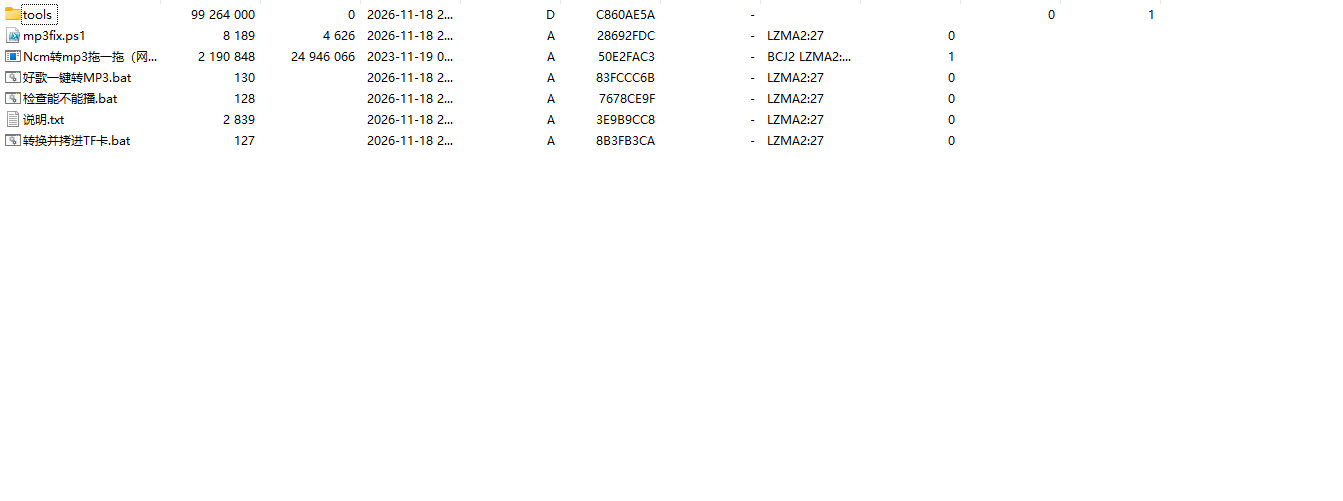 tools 99 264 000 0 2026-11-18 2... D C860AE5A - 0 1
mp3fix.ps1 8 189 4 626 2026-11-18 2... A 28692FDC - LZMA2:27 0
Ncm转mp3拖一拖（网... 2 190 848 24 946 066 2023-11-19 0... A 50E2FAC3 - BCJ2 LZMA2:... 1
好歌一键转MP3.bat 130 2026-11-18 2... A 83FCCC6B - LZMA2:27 0
检查能不能播.bat 128 2026-11-18 2... A 7678CE9F - LZMA2:27 0
说明.txt 2 839 2026-11-18 2... A 3E9B9CC8 - LZMA2:27 0
转换并拷进TF卡.bat 127 2026-11-18 2... A 8B3FB3CA - LZMA2:27 0